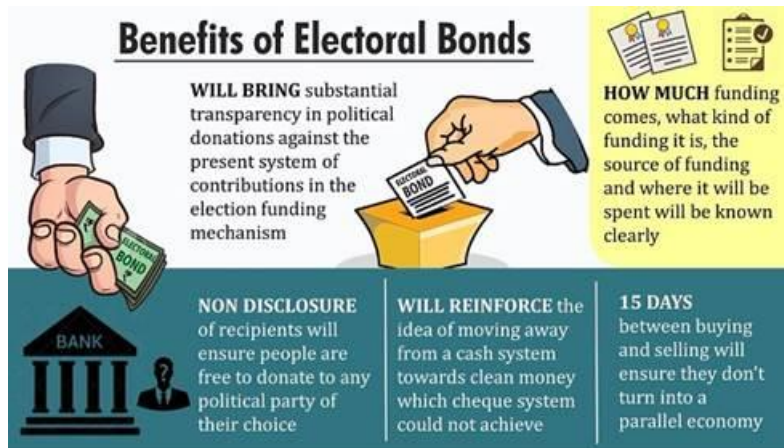 Benefits of Electoral Bonds
WILL BRING substantial
transparency in political
donations against the
present system of
contributions in the
election funding
mechanism
ELECTORAL
BOND
ELECTORAL
BOND
HOW MUCH funding
comes, what kind of
funding it is, the
source of funding
and where it will be
spent will be known
clearly
BANK
?
NON DISCLOSURE
of recipients will
ensure people are
free to donate to any
political party of
their choice
WILL REINFORCE the
idea of moving away
from a cash system
towards clean money
which cheque system
could not achieve
15 DAYS
between buying
and selling will
ensure they don't
turn into a
parallel economy